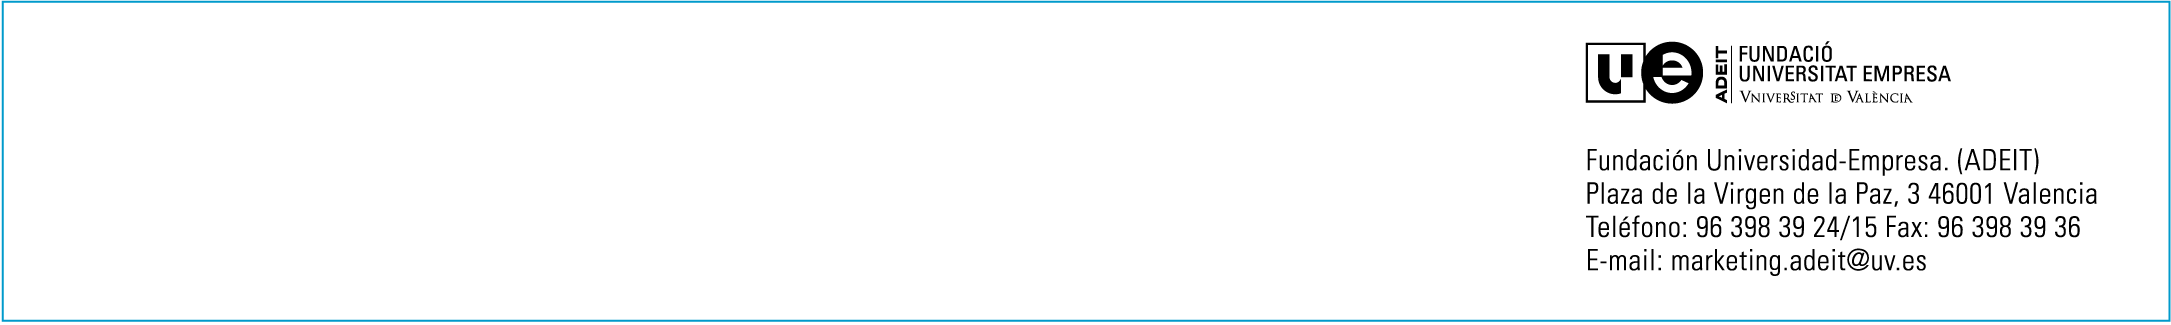 ue
ADEIT
FUNDACIÓ
UNIVERSITAT EMPRESA
VNIVERSITAT DE VALÈNCIA
Fundación Universidad-Empresa. (ADEIT)
Plaza de la Virgen de la Paz, 3 46001 Valencia
Teléfono: 96 398 39 24/15 Fax: 96 398 39 36
E-mail: marketing.adeit@uv.es